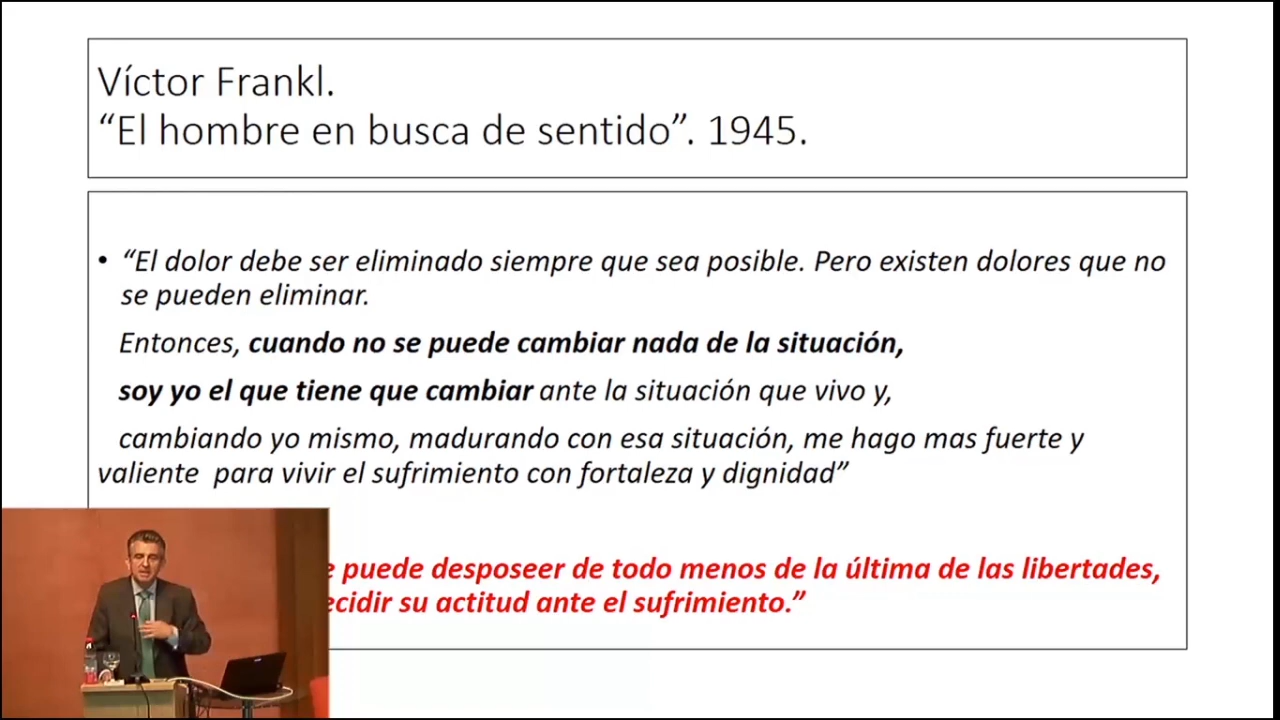 Víctor Frankl.
“El hombre en busca de sentido”. 1945.
• “El dolor debe ser eliminado siempre que sea posible. Pero existen dolores que no
se pueden eliminar.
Entonces, cuando no se puede cambiar nada de la situación,
soy yo el que tiene que cambiar ante la situación que vivo y,
cambiando yo mismo, madurando con esa situación, me hago mas fuerte y
valiente para vivir el sufrimiento con fortaleza y dignidad”
puede desposeer de todo menos de la última de las libertades,
su actitud ante el sufrimiento.”